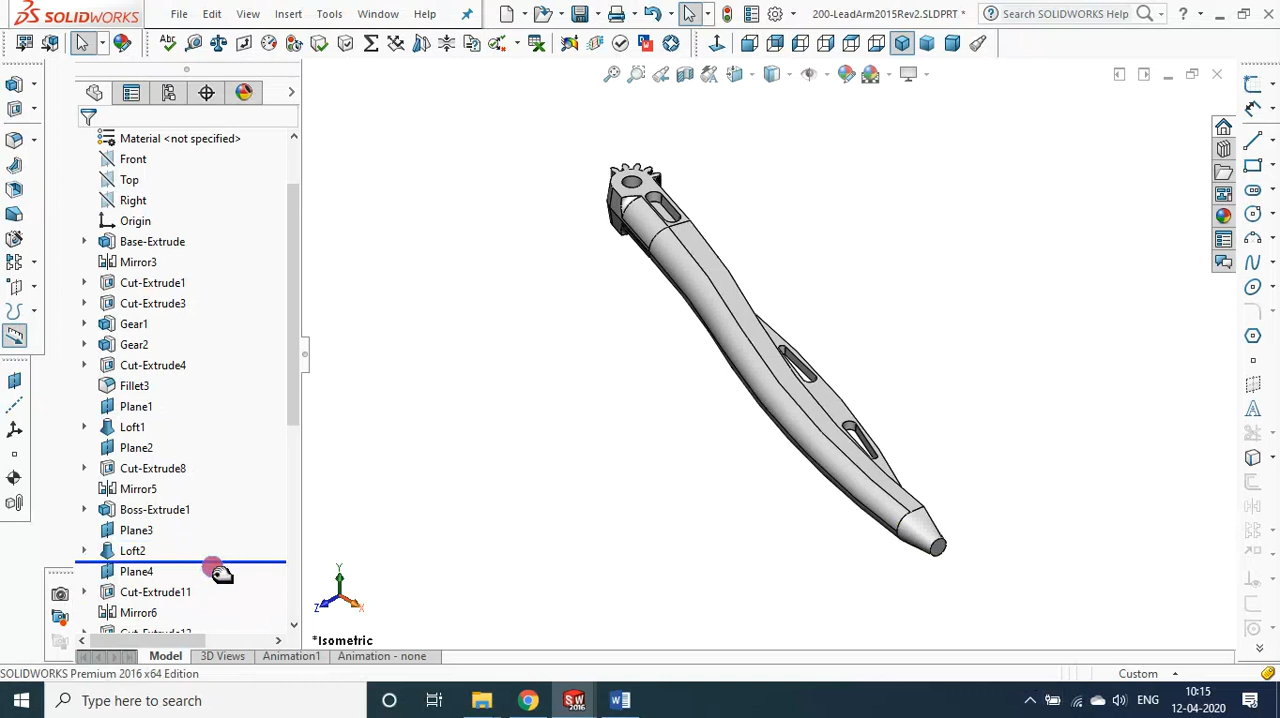 SOLIDWORKS File Edit View Insert Tools Window Help 200-LeadArm2015Rev2.SLDPRT * Search SOLIDWORKS Help
Material <not specified>
Front
Top
Right
Origin
Base-Extrude
Mirror3
Cut-Extrude1
Cut-Extrude3
Gear1
Gear2
Cut-Extrude4
Fillet3
Plane1
Loft1
Plane2
Cut-Extrude8
Mirror5
Boss-Extrude1
Plane3
Loft2
Plane4
Cut-Extrude11
Mirror6
Y
Z
X
*Isometric
Model 3D Views Animation1 Animation - none
SOLIDWORKS Premium 2016 x64 Edition Custom
Type here to search ENG 10:15
12-04-2020